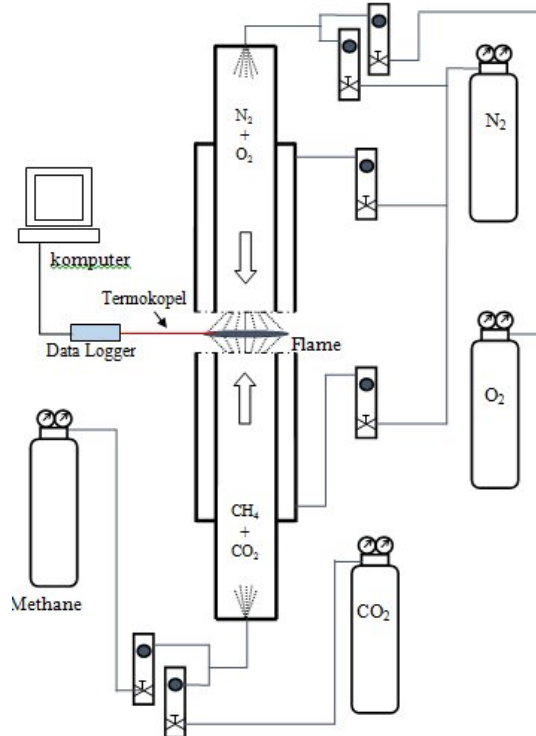 N₂
+
O₂
N₂
komputer
Termokopel
Data Logger
Flame
O₂
CH₄
+
CO₂
Methane
CO₂